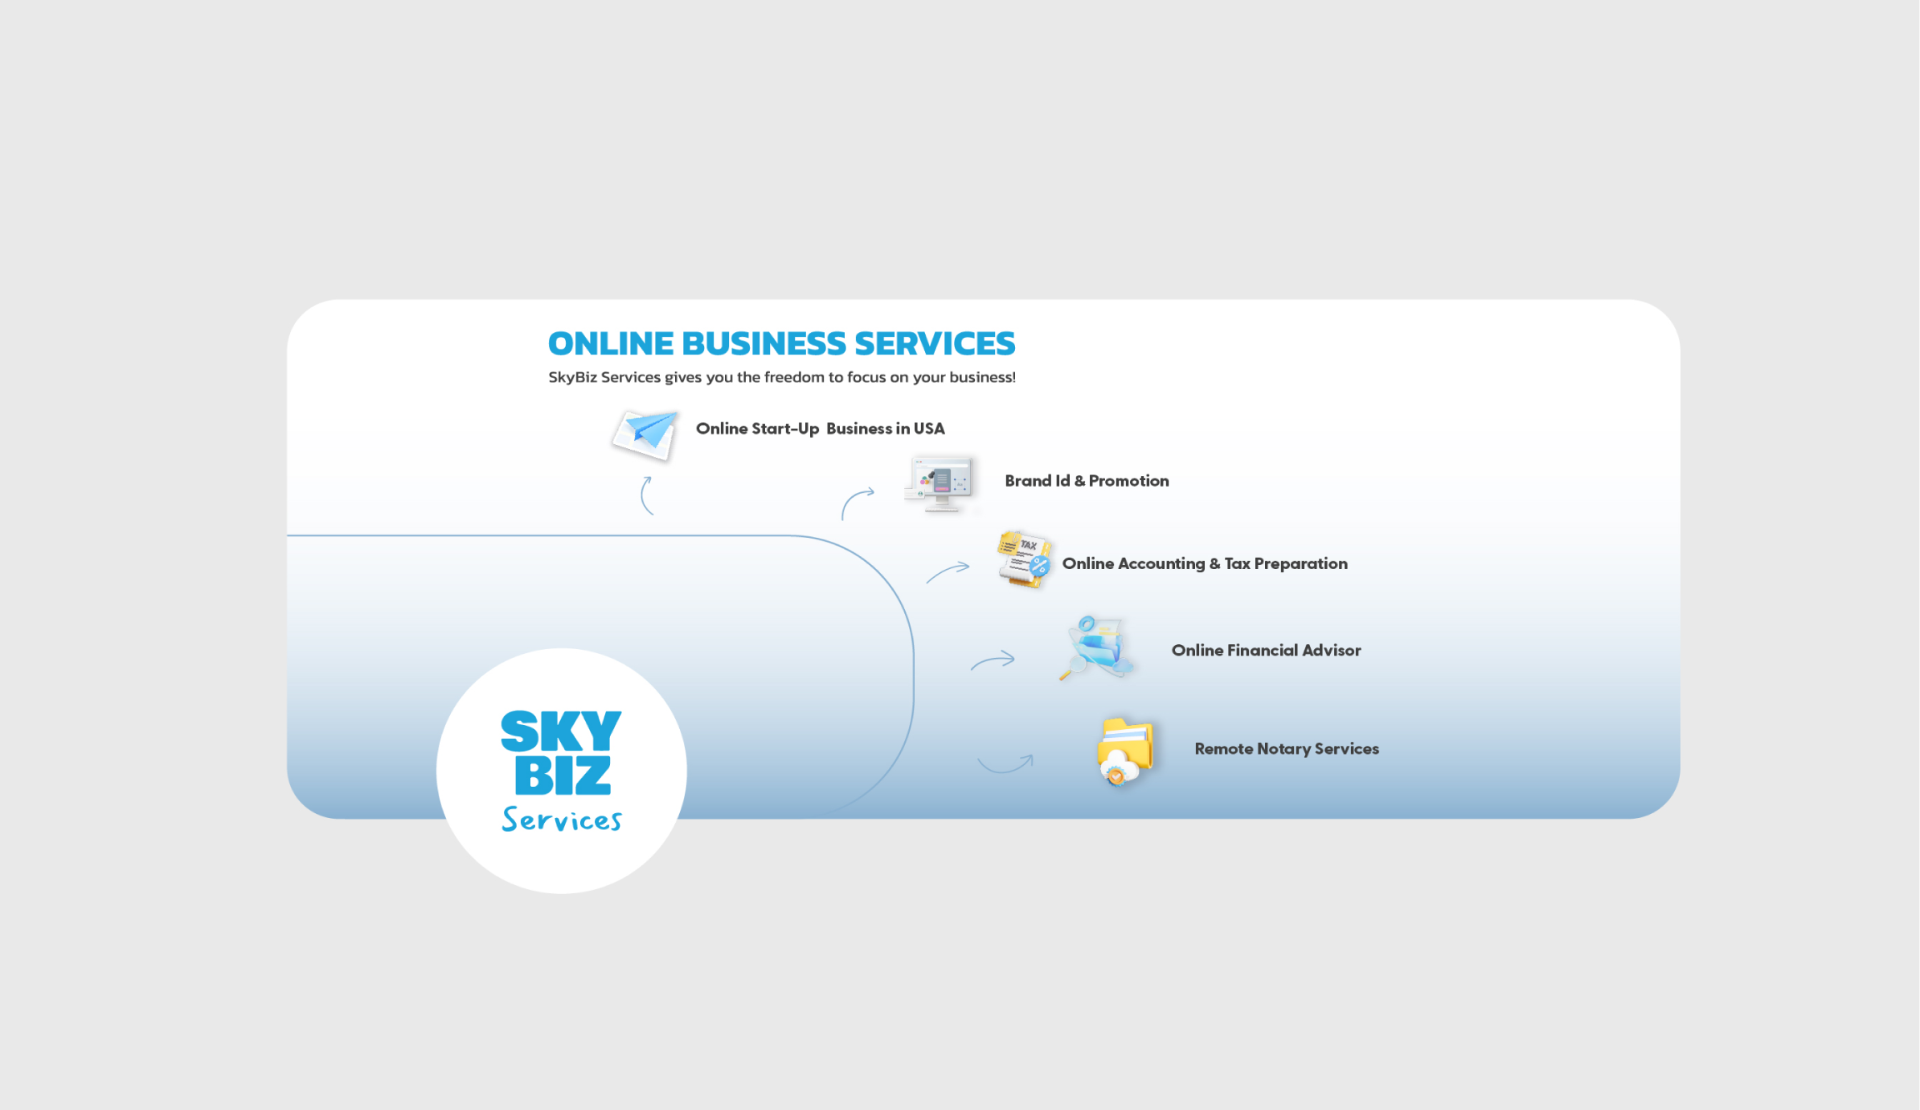 ONLINE BUSINESS SERVICES
SkyBiz Services gives you the freedom to focus on your business!
Online Start-Up Business in USA
Brand Id & Promotion
TAX
Online Accounting & Tax Preparation
Online Financial Advisor
Remote Notary Services
SKY
BIZ
Services